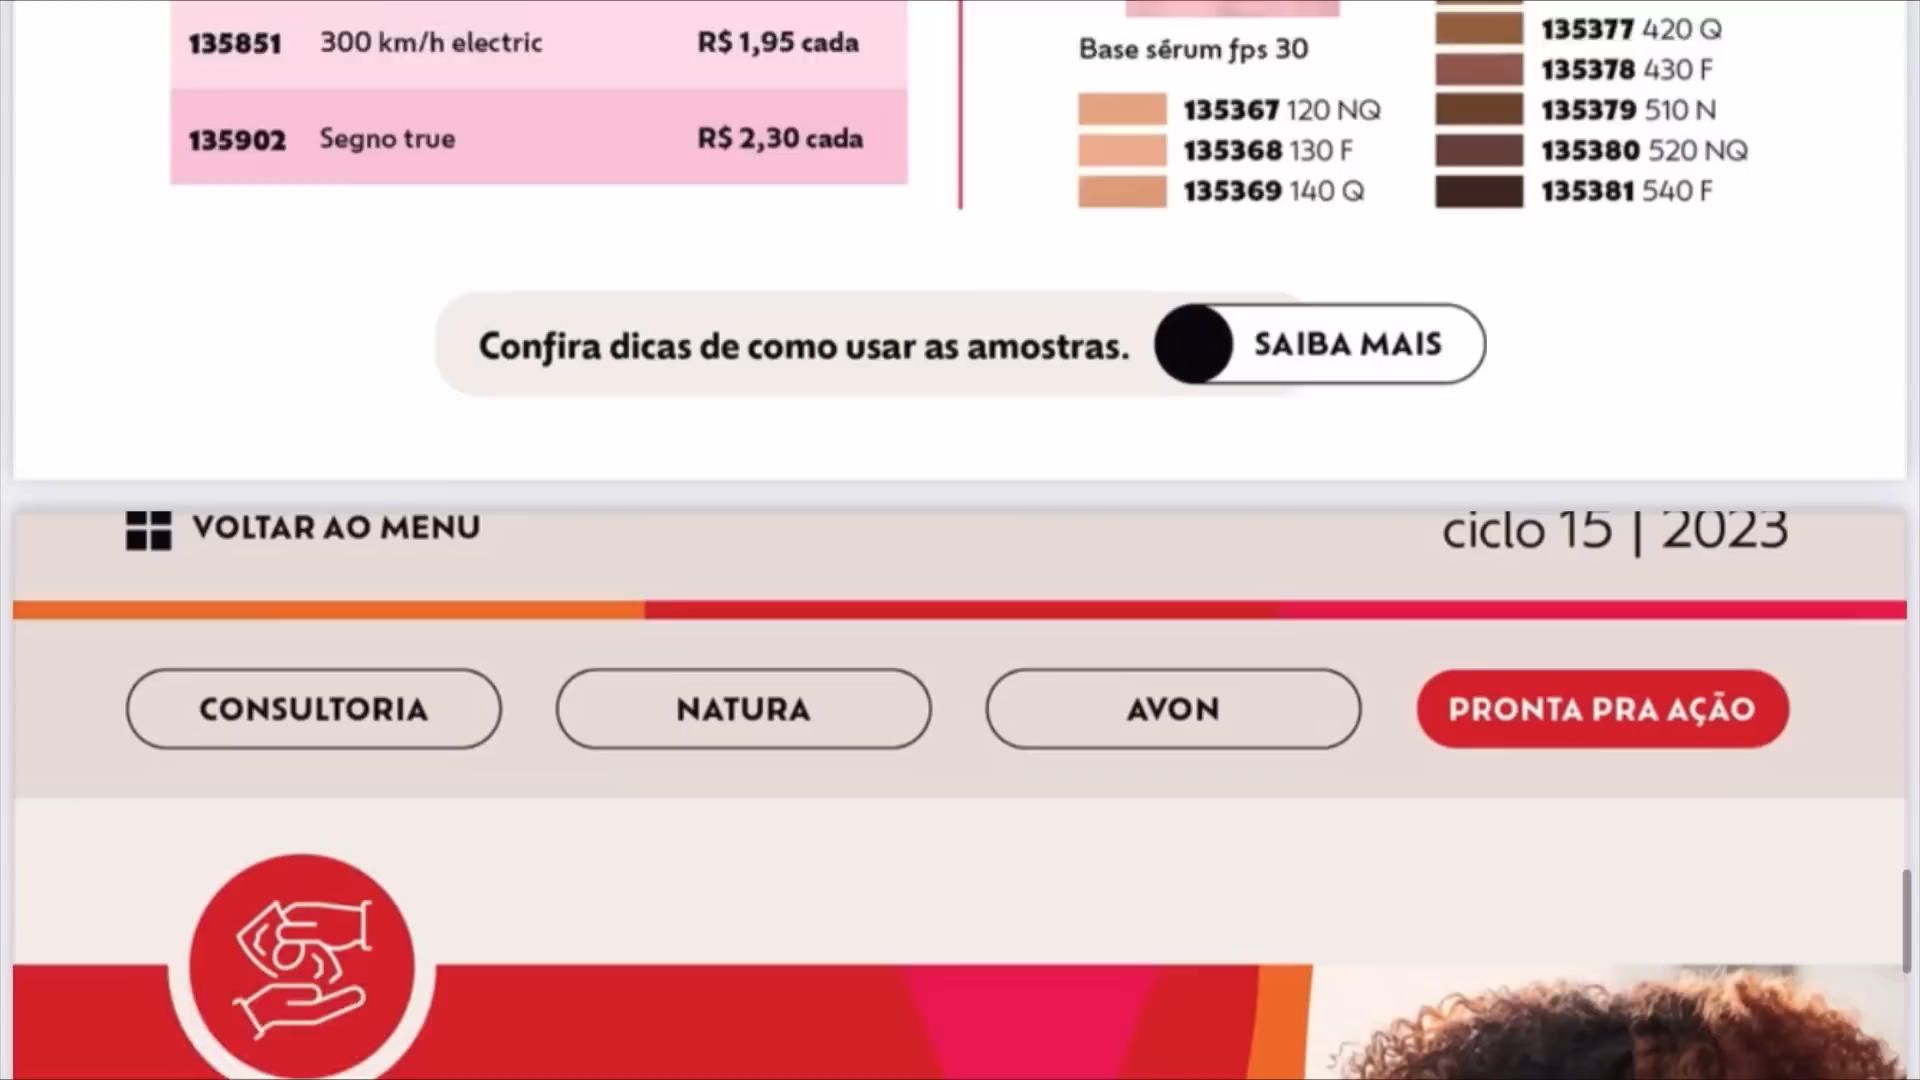 135851 300 km/h electric R$ 1,95 cada
135902 Segno true R$ 2,30 cada
Base sérum fps 30
135367 120 NQ
135368 130 F
135369 140 Q
135377 420 Q
135378 430 F
135379 510 N
135380 520 NQ
135381 540 F
Confira dicas de como usar as amostras. SAIBA MAIS
VOLTAR AO MENU ciclo 15 | 2023
CONSULTORIA NATURA AVON PRONTA PRA AÇÃO